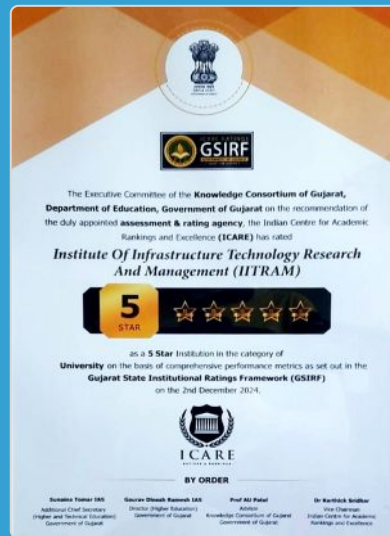 ICARE RATINGS
GSIRF
The Executive Committee of the Knowledge Consortium of Gujarat,
Department of Education, Government of Gujarat on the recommendation of
the duly appointed assessment & rating agency, the Indian Centre for Academic
Rankings and Excellence (ICARE) has rated
Institute Of Infrastructure Technology Research
And Management (IITRAM)
5
STAR
as a 5 Star Institution in the category of
University on the basis of comprehensive performance metrics as set out in the
Gujarat State Institutional Ratings Framework (GSIRF)
on the 2nd December 2024.
ICARE
RATINGS & RANKINGS
BY ORDER
Sunaina Tomar IAS
Additional Chief Secretary
(Higher and Technical Education)
Government of Gujarat
Gaurav Dinesh Ramesh IAS
Director (Higher Education)
Government of Gujarat
Prof AU Patel
Advisor
Knowledge Consortium of Gujarat
Government of Gujarat
Dr Karthick Sridhar
Vice Chairman
Indian Centre for Academic
Rankings and Excellence